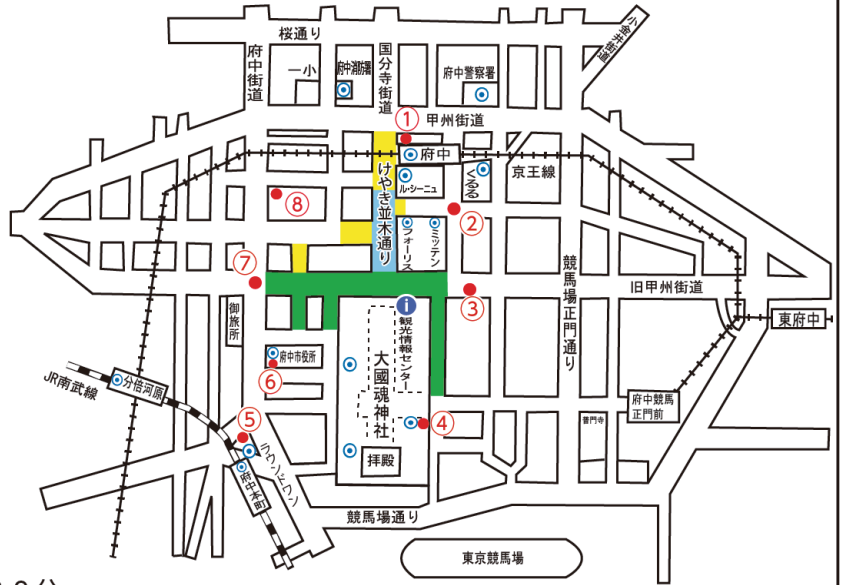 桜通り
小金井街道
府中街道
一小
府中消防署
国分寺街道
府中警察署
①
甲州街道
府中
京王線
けやき並木通り
ル・シーニュ
くるる
⑧
②
フォーリス
ミッテン
⑦
競馬場正門通り
③
旧甲州街道
御旅所
i
観光情報センター
東府中
府中市役所
大國魂神社
⑥
JR南武線
分倍河原
府中競馬
正門前
⑤
④
普門寺
ラウンドワン
拝殿
府中本町
競馬場通り
東京競馬場